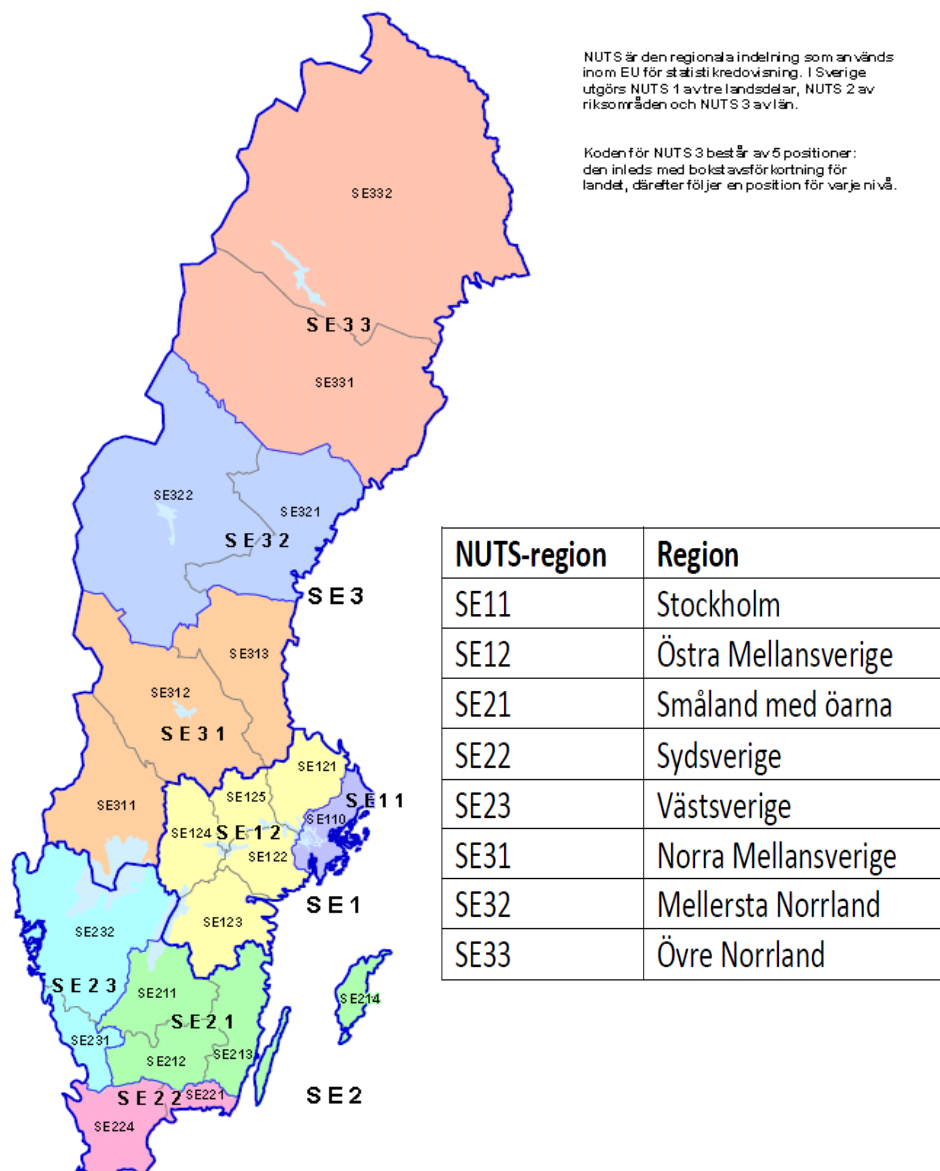 NUTS är den regionala indelning som används
inom EU för statistikredovisning. I Sverige
utgörs NUTS 1 av tre landsdelar, NUTS 2 av
riksområden och NUTS 3 av län.
Koden för NUTS 3 består av 5 positioner:
den inleds med bokstavsförkortning för
landet, därefter följer en position för varje nivå.
SE332
SE33
SE331
SE322
SE321
SE32
SE3
SE313
SE312
SE31
SE311
SE121
SE125
SE11
SE110
SE124
SE12
SE122
SE1
SE123
SE232
SE23
SE211
SE214
SE21
SE231
SE212
SE213
SE2
SE22
SE221
SE224
NUTS-region Region
SE11 Stockholm
SE12 Östra Mellansverige
SE21 Småland med öarna
SE22 Sydsverige
SE23 Västsverige
SE31 Norra Mellansverige
SE32 Mellersta Norrland
SE33 Övre Norrland